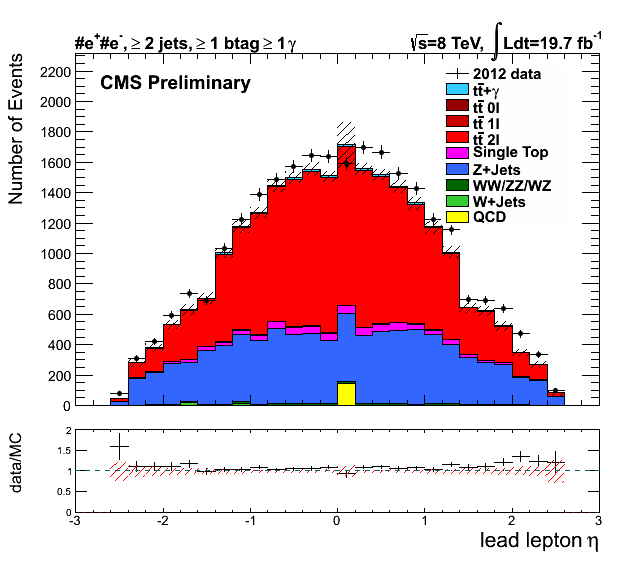 #e⁺#e⁻, ≥ 2 jets, ≥ 1 btag ≥ 1 γ
√s=8 TeV, ∫Ldt=19.7 fb⁻¹
CMS Preliminary
2012 data
tt̄+γ
tt̄ 0l
tt̄ 1l
tt̄ 2l
Single Top
Z+Jets
WW/ZZ/WZ
W+Jets
QCD
Number of Events
2200
2000
1800
1600
1400
1200
1000
800
600
400
200
0
data/MC
2
1.5
1
0.5
0
-3 -2 -1 0 1 2 3
lead lepton η